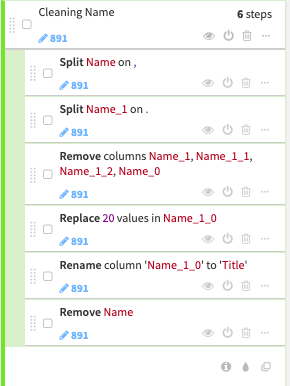 Cleaning Name
6 steps
891
Split Name on ,
891
Split Name_1 on .
891
Remove columns Name_1, Name_1_1,
Name_1_2, Name_0
891
Replace 20 values in Name_1_0
891
Rename column 'Name_1_0' to 'Title'
891
Remove Name
891